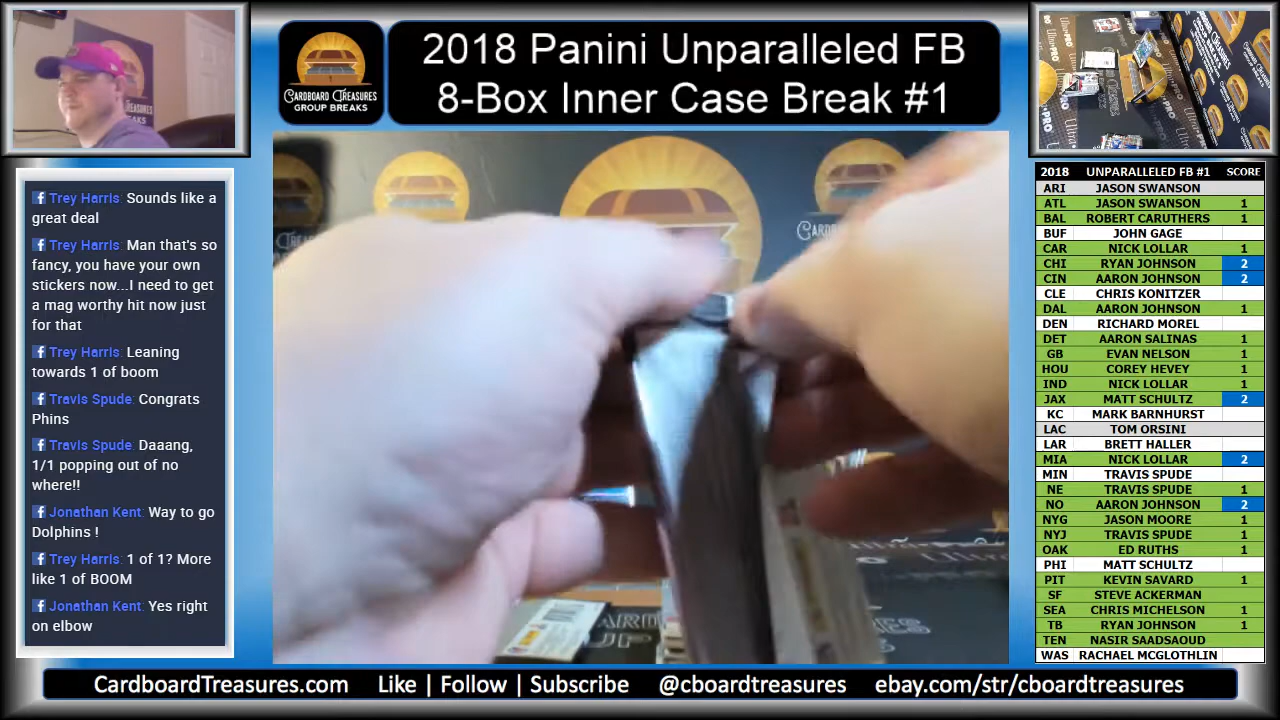 2018 Panini Unparalleled FB
8-Box Inner Case Break #1
CARDBOARD TREASURES
GROUP BREAKS
Trey Harris: Sounds like a
great deal
Trey Harris: Man that's so
fancy, you have your own
stickers now...I need to get
a mag worthy hit now just
for that
Trey Harris: Leaning
towards 1 of boom
Travis Spude: Congrats
Phins
Travis Spude: Daaang,
1/1 popping out of no
where!!
Jonathan Kent: Way to go
Dolphins !
Trey Harris: 1 of 1? More
like 1 of BOOM
Jonathan Kent: Yes right
on elbow
2018 UNPARALLELED FB #1 SCORE
ARI JASON SWANSON
ATL JASON SWANSON 1
BAL ROBERT CARUTHERS 1
BUF JOHN GAGE
CAR NICK LOLLAR 1
CHI RYAN JOHNSON 2
CIN AARON JOHNSON 2
CLE CHRIS KONITZER
DAL AARON JOHNSON 1
DEN RICHARD MOREL
DET AARON SALINAS 1
GB EVAN NELSON 1
HOU COREY HEVEY 1
IND NICK LOLLAR 1
JAX MATT SCHULTZ 2
KC MARK BARNHURST
LAC TOM ORSINI
LAR BRETT HALLER
MIA NICK LOLLAR 2
MIN TRAVIS SPUDE
NE TRAVIS SPUDE 1
NO AARON JOHNSON 2
NYG JASON MOORE 1
NYJ TRAVIS SPUDE 1
OAK ED RUTHS 1
PHI MATT SCHULTZ
PIT KEVIN SAVARD 1
SF STEVE ACKERMAN
SEA CHRIS MICHELSON 1
TB RYAN JOHNSON 1
TEN NASIR SAADSAOUD
WAS RACHAEL MCGLOTHLIN
CardboardTreasures.com Like | Follow | Subscribe @cboardtreasures ebay.com/str/cboardtreasures